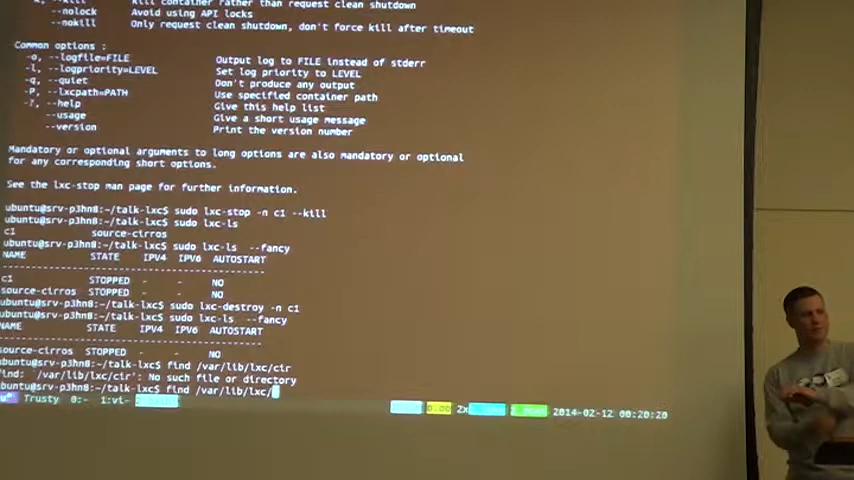 kill container rather than request clean shutdown
--nolock Avoid using API locks
--nokill Only request clean shutdown, don't force kill after timeout
Common options :
-o, --logfile=FILE Output log to FILE instead of stderr
-l, --logpriority=LEVEL Set log priority to LEVEL
-q, --quiet Don't produce any output
-P, --lxcpath=PATH Use specified container path
-?, --help Give this help list
--usage Give a short usage message
--version Print the version number
Mandatory or optional arguments to long options are also mandatory or optional
for any corresponding short options.
See the lxc-stop man page for further information.
ubuntu@srv-p3hn8:~/talk-lxc$ sudo lxc-stop -n c1 --kill
ubuntu@srv-p3hn8:~/talk-lxc$ sudo lxc-ls
c1 source-cirros
ubuntu@srv-p3hn8:~/talk-lxc$ sudo lxc-ls --fancy
NAME STATE IPV4 IPV6 AUTOSTART
--------------------------------------------
c1 STOPPED - - NO
source-cirros STOPPED - - NO
ubuntu@srv-p3hn8:~/talk-lxc$ sudo lxc-destroy -n c1
ubuntu@srv-p3hn8:~/talk-lxc$ sudo lxc-ls --fancy
NAME STATE IPV4 IPV6 AUTOSTART
--------------------------------------------
source-cirros STOPPED - - NO
ubuntu@srv-p3hn8:~/talk-lxc$ find /var/lib/lxc/cir
find: `/var/lib/lxc/cir': No such file or directory
ubuntu@srv-p3hn8:~/talk-lxc$ find /var/lib/lxc/
u Trusty 0:- 1:vi- 0.00 2x 2014-02-12 00:20:20